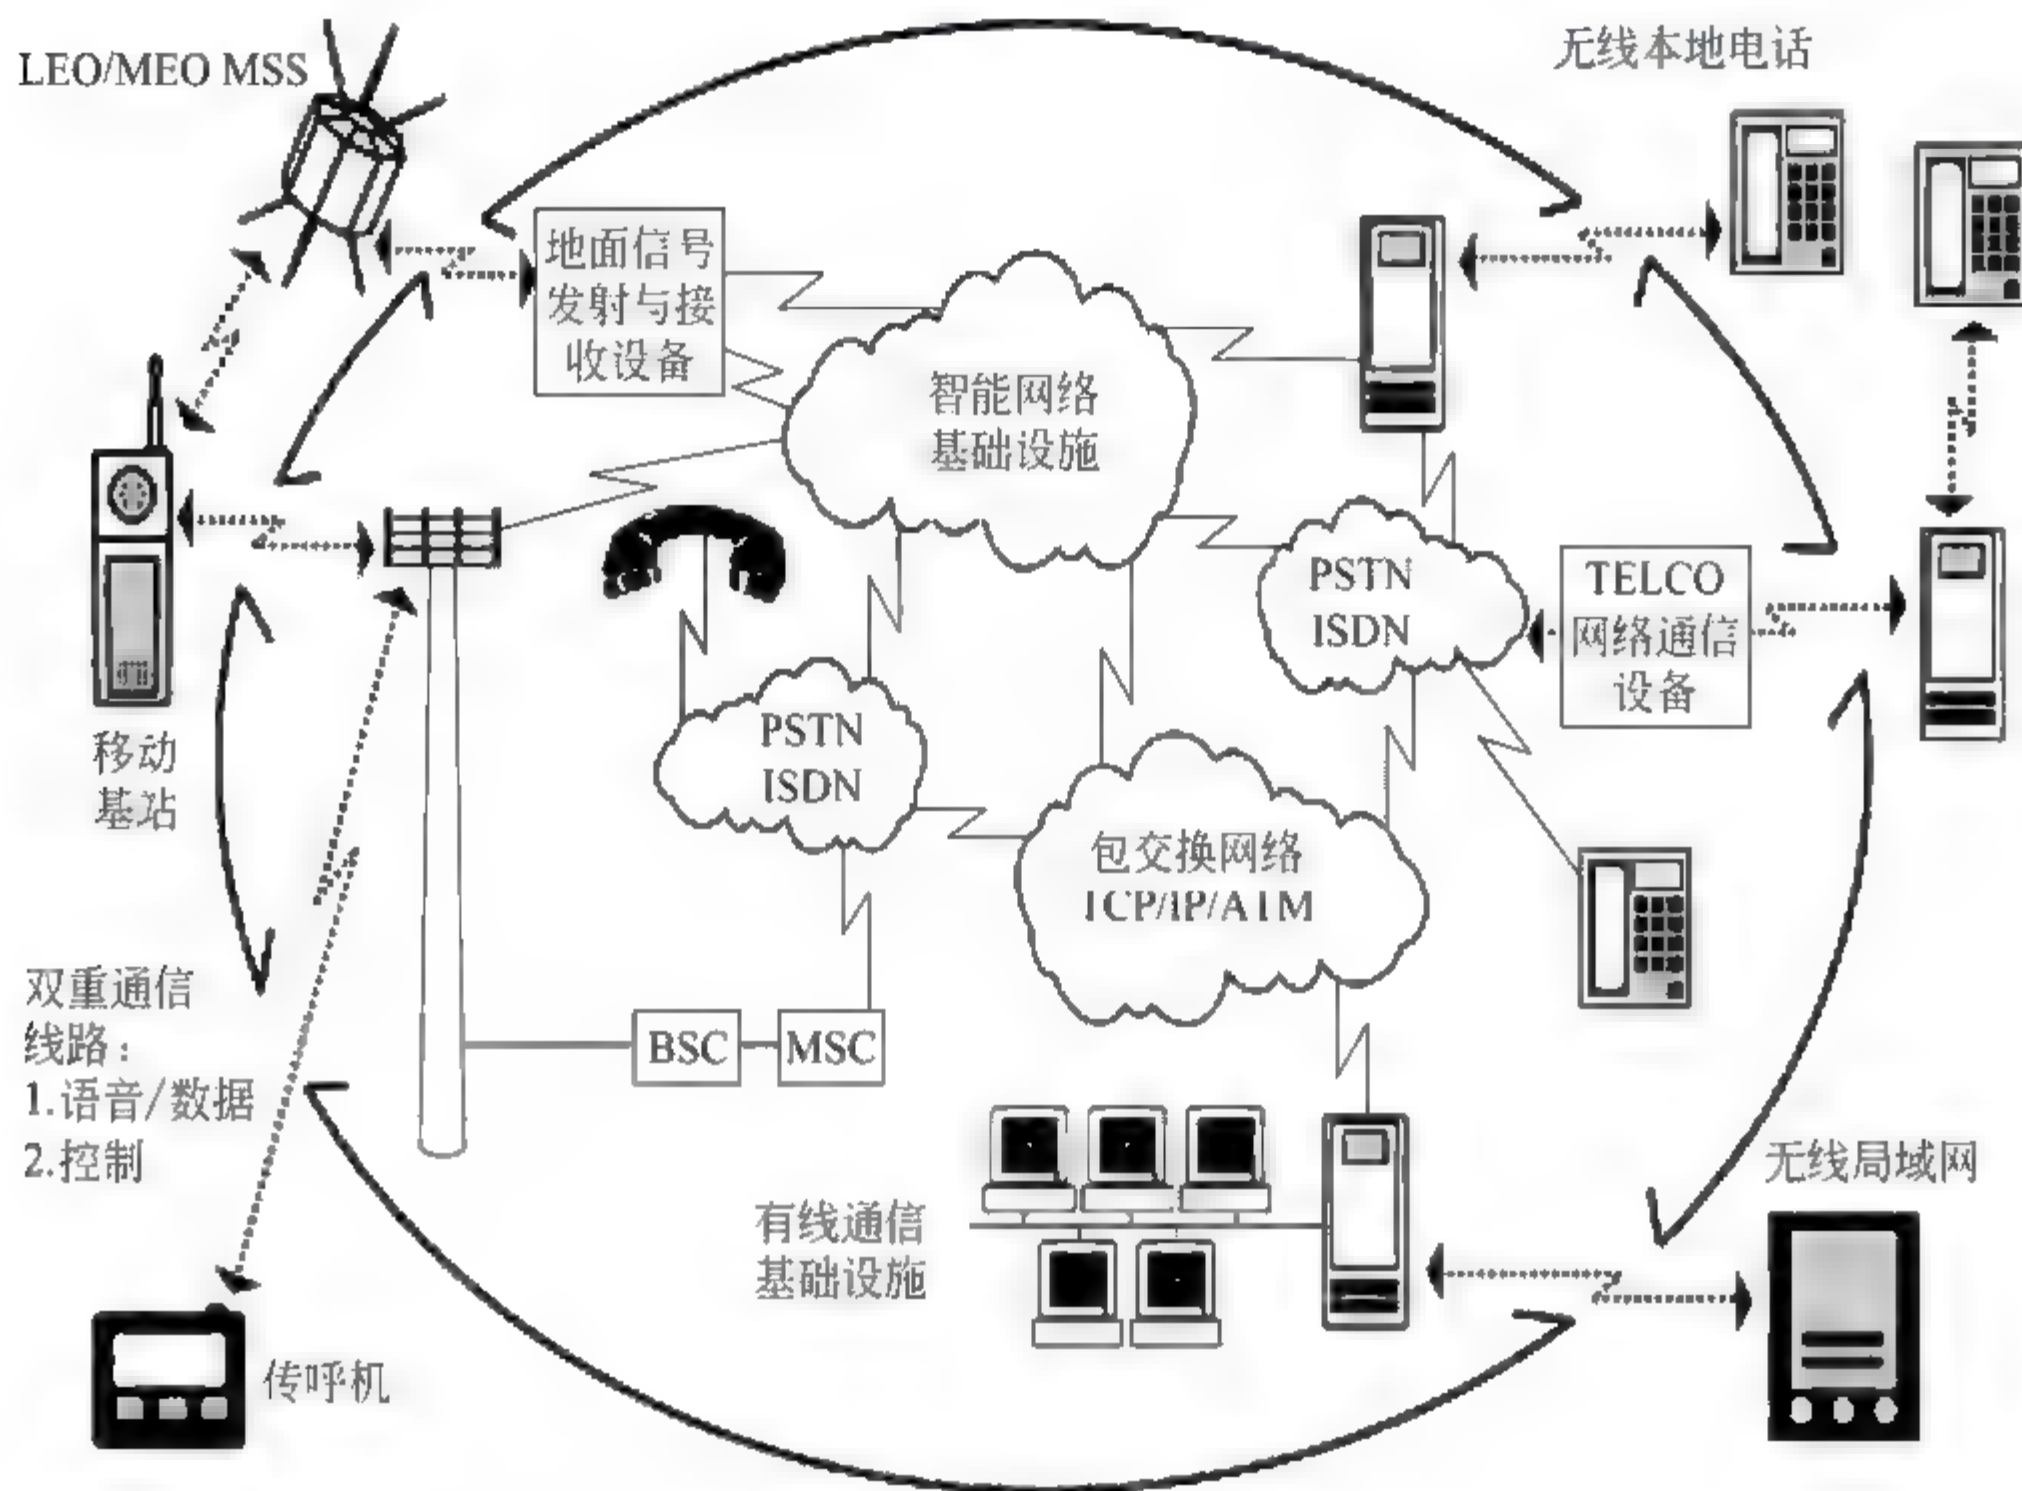 LEO/MEO MSS
无线本地电话
地面信号
发射与接
收设备
智能网络
基础设施
PSTN
ISDN
TELCO
网络通信
设备
移动
基站
PSTN
ISDN
包交换网络
ICP/IP/A1M
双重通信
线路：
1.语音/数据
2.控制
BSC
MSC
无线局域网
有线通信
基础设施
传呼机